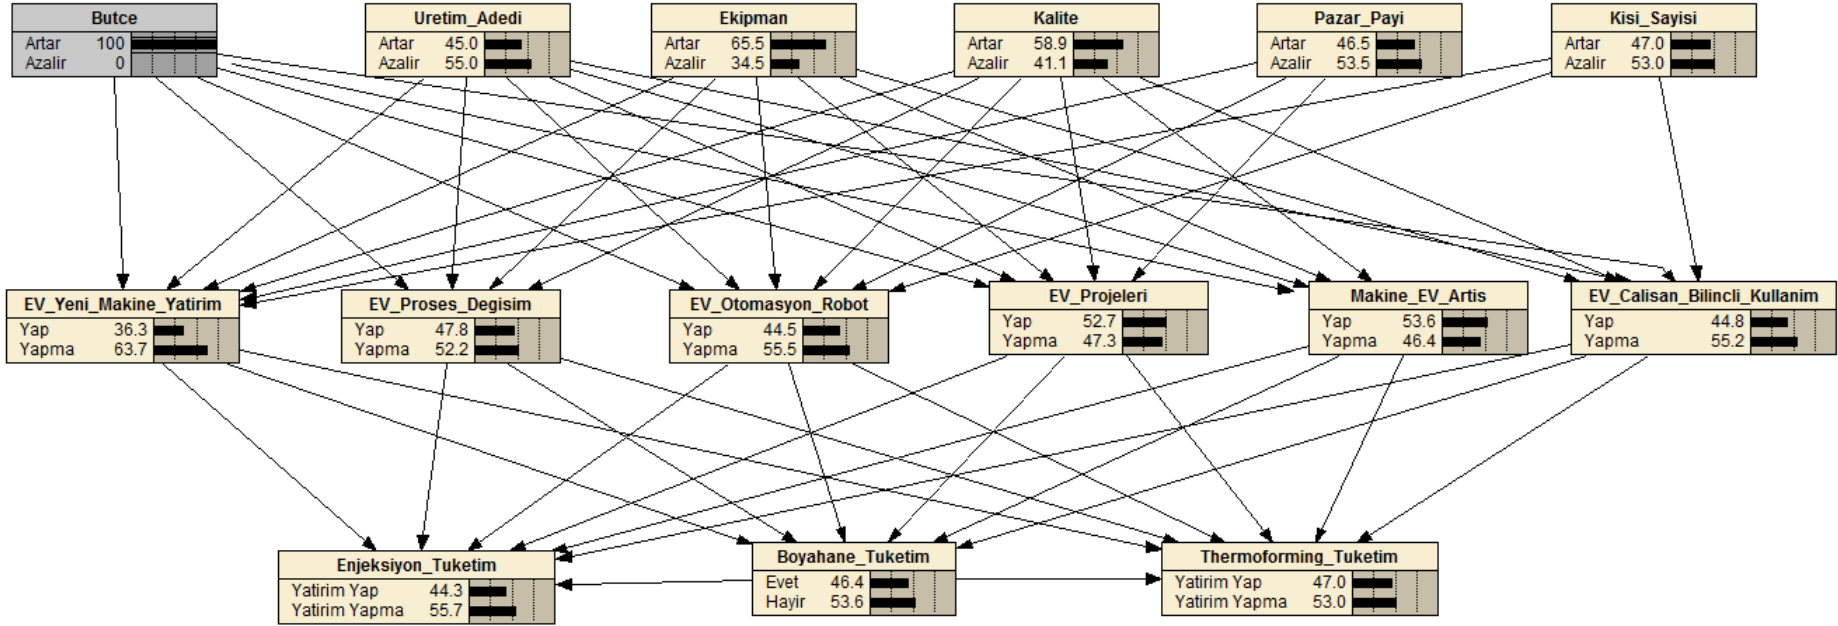 Butce
Artar 100
Azalir 0
Uretim_Adedi
Artar 45.0
Azalir 55.0
Ekipman
Artar 65.5
Azalir 34.5
Kalite
Artar 58.9
Azalir 41.1
Pazar_Payi
Artar 46.5
Azalir 53.5
Kisi_Sayisi
Artar 47.0
Azalir 53.0
EV_Yeni_Makine_Yatirim
Yap 36.3
Yapma 63.7
EV_Proses_Degisim
Yap 47.8
Yapma 52.2
EV_Otomasyon_Robot
Yap 44.5
Yapma 55.5
EV_Projeleri
Yap 52.7
Yapma 47.3
Makine_EV_Artis
Yap 53.6
Yapma 46.4
EV_Calisan_Bilincli_Kullanim
Yap 44.8
Yapma 55.2
Enjeksiyon_Tuketim
Yatirim Yap 44.3
Yatirim Yapma 55.7
Boyahane_Tuketim
Evet 46.4
Hayir 53.6
Thermoforming_Tuketim
Yatirim Yap 47.0
Yatirim Yapma 53.0